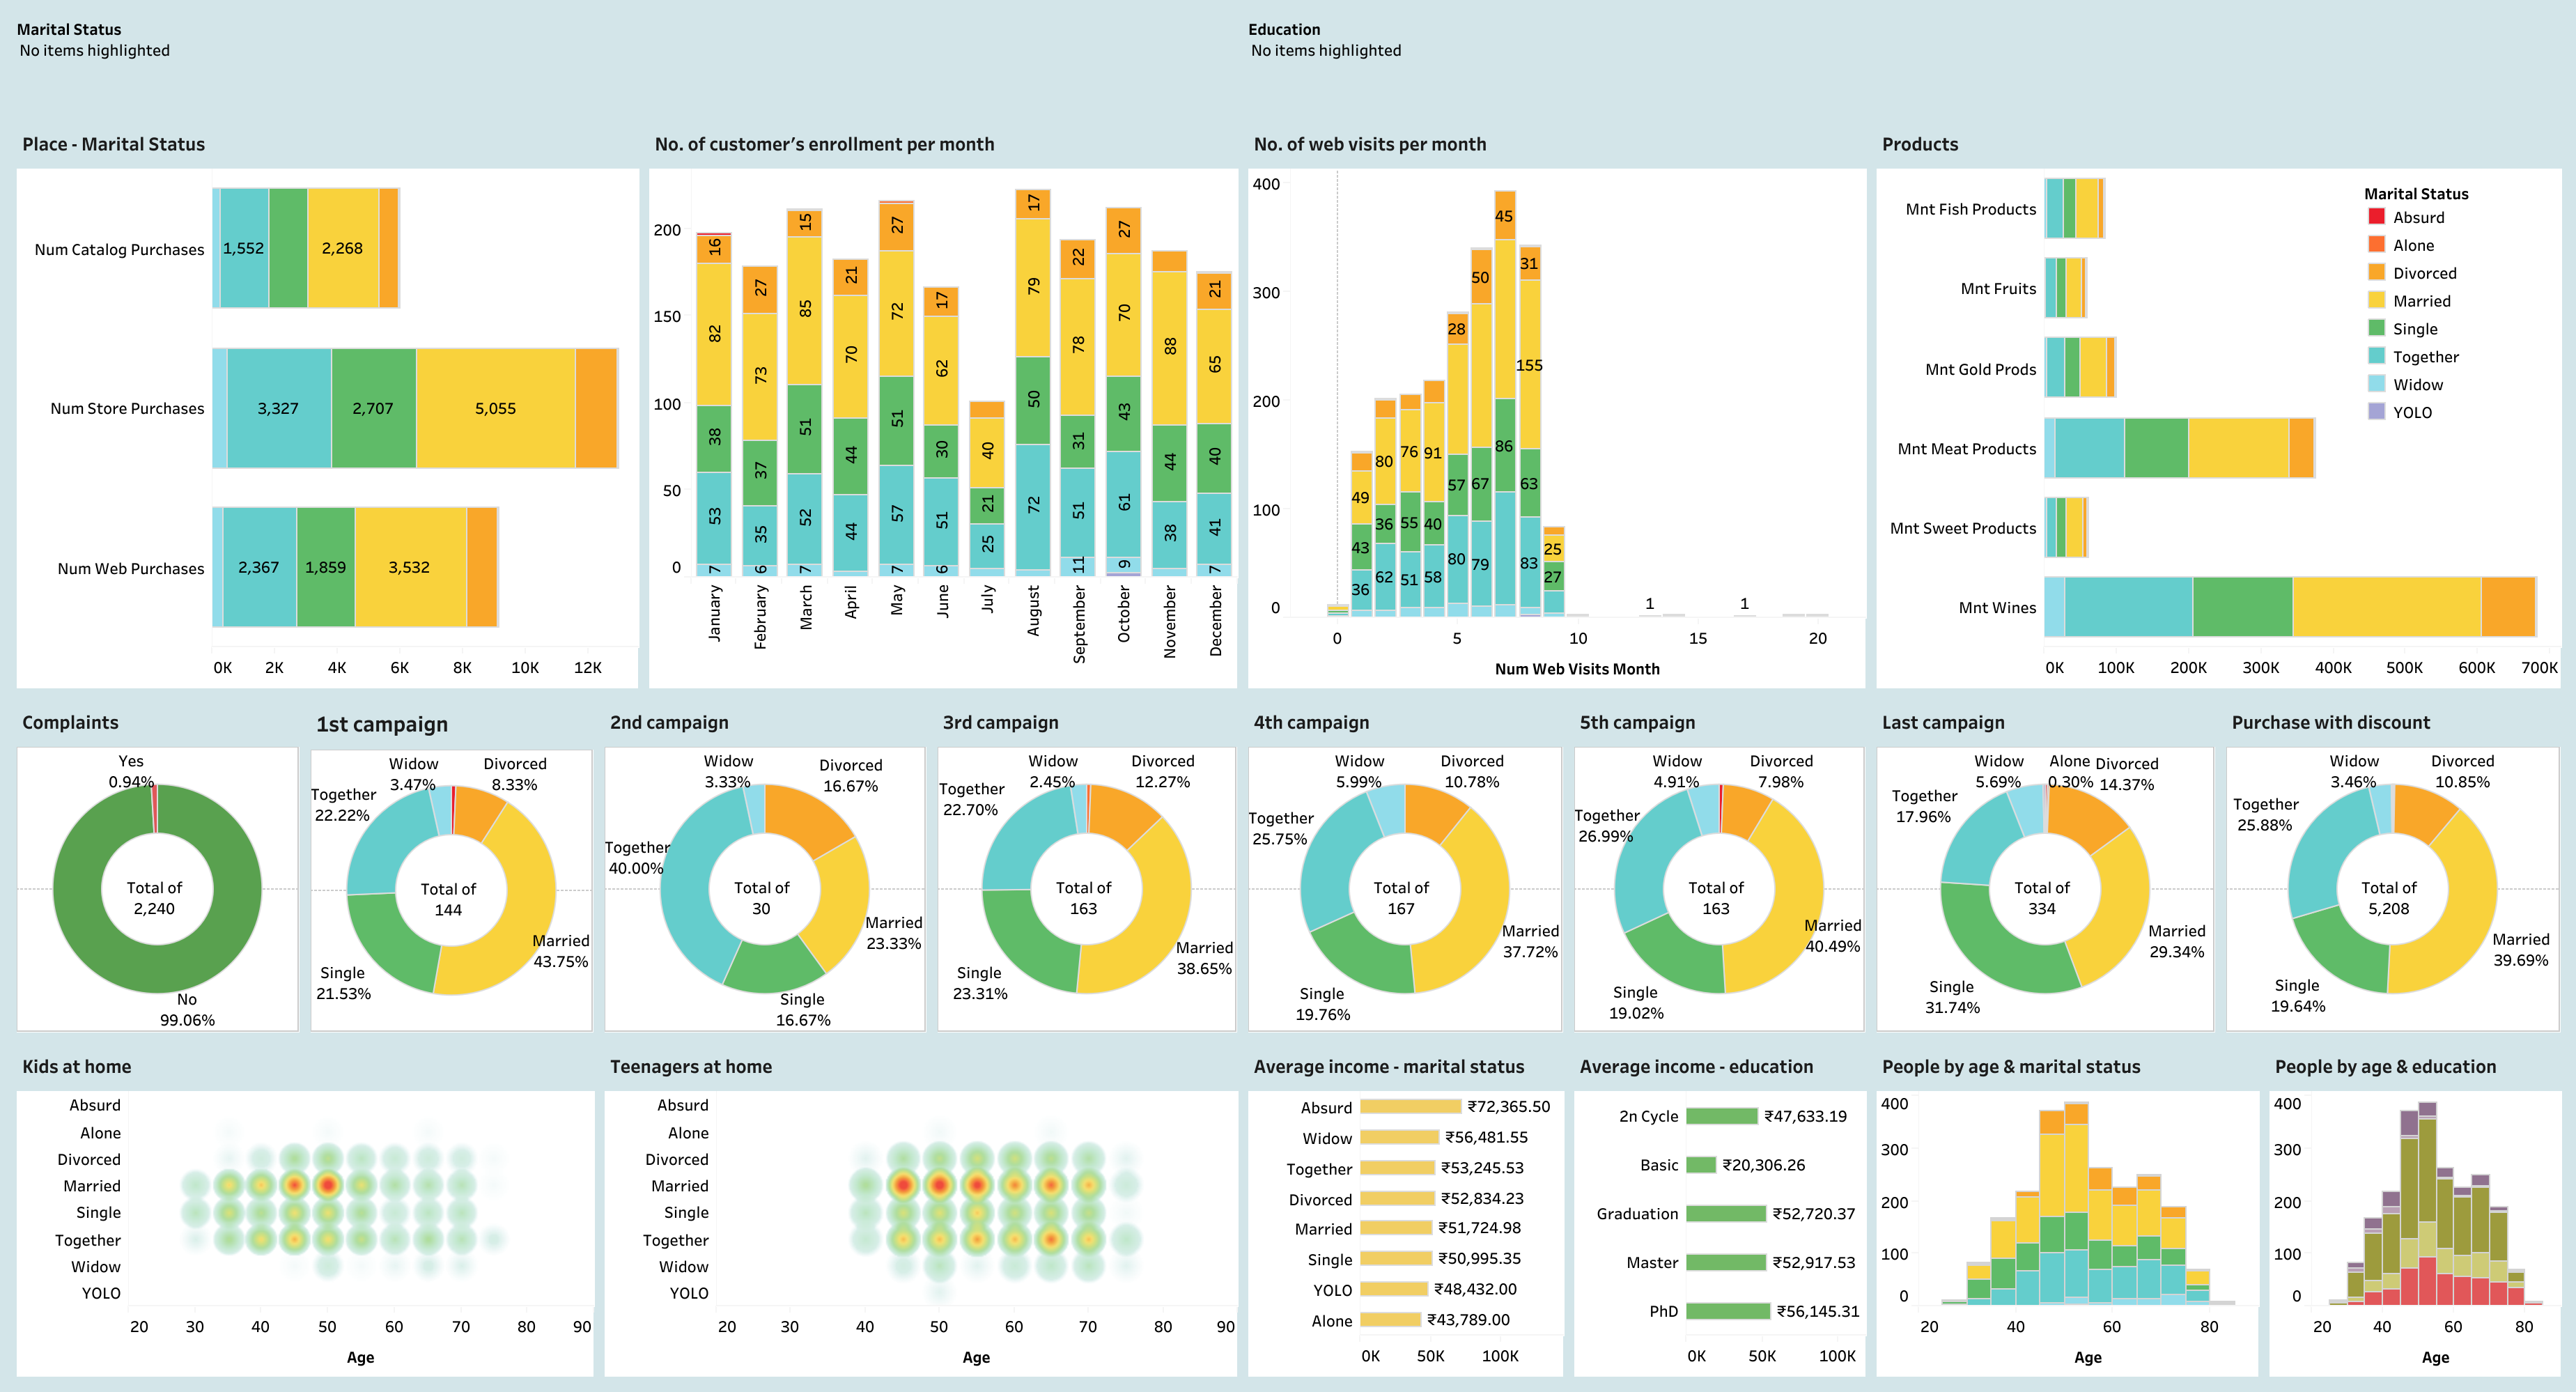 Marital Status
No items highlighted
Education
No items highlighted
Place - Marital Status
Num Catalog Purchases
1,552
2,268
Num Store Purchases
3,327
2,707
5,055
Num Web Purchases
2,367
1,859
3,532
0K 2K 4K 6K 8K 10K 12K
No. of customer's enrollment per month
200
150
100
50
0
16
82
38
53
7
27
73
37
35
6
15
85
51
52
7
21
70
44
44
27
72
51
57
7
17
62
30
51
6
40
21
25
17
79
50
72
22
78
31
51
11
27
70
43
61
9
88
44
38
21
65
40
41
7
January
February
March
April
May
June
July
August
September
October
November
December
No. of web visits per month
400
300
200
100
0
49
43
36
80
36
62
76
55
51
91
40
58
28
57
80
50
67
79
45
86
31
155
63
83
25
27
1
1
0 5 10 15 20
Num Web Visits Month
Products
Mnt Fish Products
Mnt Fruits
Mnt Gold Prods
Mnt Meat Products
Mnt Sweet Products
Mnt Wines
0K 100K 200K 300K 400K 500K 600K 700K
Marital Status
Absurd
Alone
Divorced
Married
Single
Together
Widow
YOLO
Complaints
Yes
0.94%
Total of
2,240
No
99.06%
1st campaign
Widow
3.47%
Divorced
8.33%
Together
22.22%
Total of
144
Married
43.75%
Single
21.53%
2nd campaign
Widow
3.33%
Divorced
16.67%
Together
40.00%
Total of
30
Married
23.33%
Single
16.67%
3rd campaign
Widow
2.45%
Divorced
12.27%
Together
22.70%
Total of
163
Married
38.65%
Single
23.31%
4th campaign
Widow
5.99%
Divorced
10.78%
Together
25.75%
Total of
167
Married
37.72%
Single
19.76%
5th campaign
Widow
4.91%
Divorced
7.98%
Together
26.99%
Total of
163
Married
40.49%
Single
19.02%
Last campaign
Widow
5.69%
Alone
0.30%
Divorced
14.37%
Together
17.96%
Total of
334
Married
29.34%
Single
31.74%
Purchase with discount
Widow
3.46%
Divorced
10.85%
Together
25.88%
Total of
5,208
Married
39.69%
Single
19.64%
Kids at home
Absurd
Alone
Divorced
Married
Single
Together
Widow
YOLO
20 30 40 50 60 70 80 90
Age
Teenagers at home
Absurd
Alone
Divorced
Married
Single
Together
Widow
YOLO
20 30 40 50 60 70 80 90
Age
Average income - marital status
Absurd ₹72,365.50
Widow ₹56,481.55
Together ₹53,245.53
Divorced ₹52,834.23
Married ₹51,724.98
Single ₹50,995.35
YOLO ₹48,432.00
Alone ₹43,789.00
0K 50K 100K
Average income - education
2n Cycle ₹47,633.19
Basic ₹20,306.26
Graduation ₹52,720.37
Master ₹52,917.53
PhD ₹56,145.31
0K 50K 100K
People by age & marital status
400
300
200
100
0
20 40 60 80
Age
People by age & education
400
300
200
100
0
20 40 60 80
Age